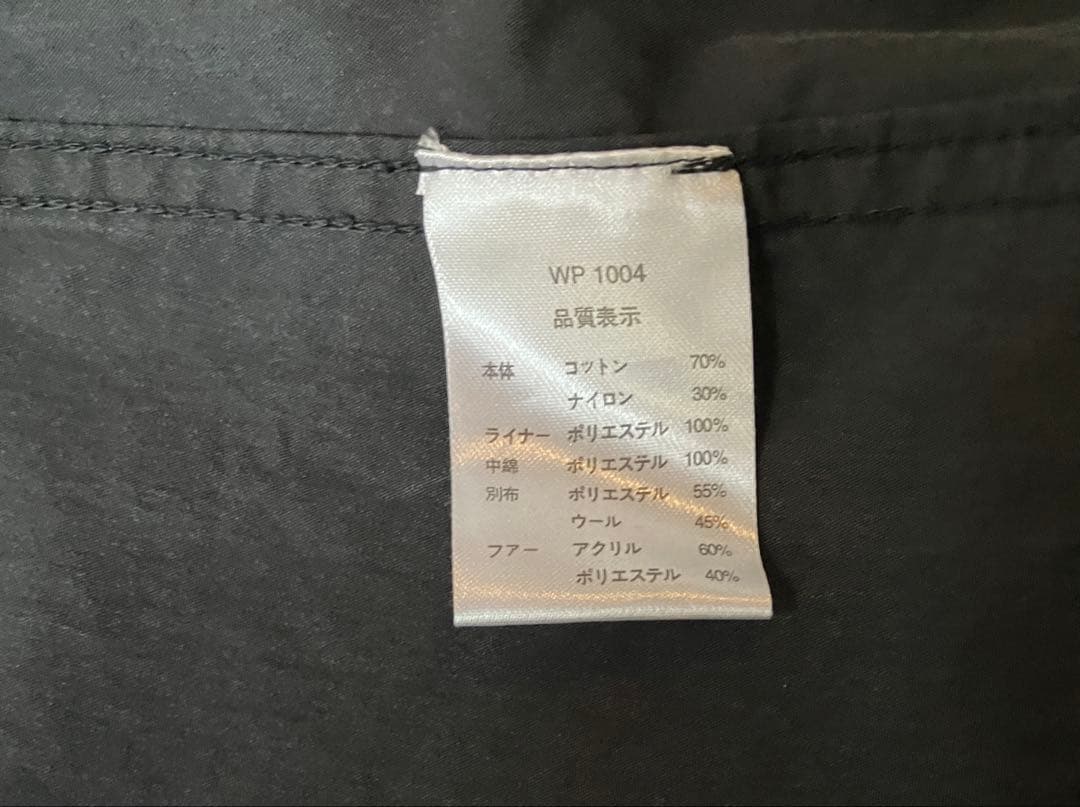 WP 1004
品質表示
本体 コットン 70%
ナイロン 30%
ライナー ポリエステル 100%
中綿 ポリエステル 100%
別布 ポリエステル 55%
ウール 45%
フアー アクリル 60%
ポリエステル 40%